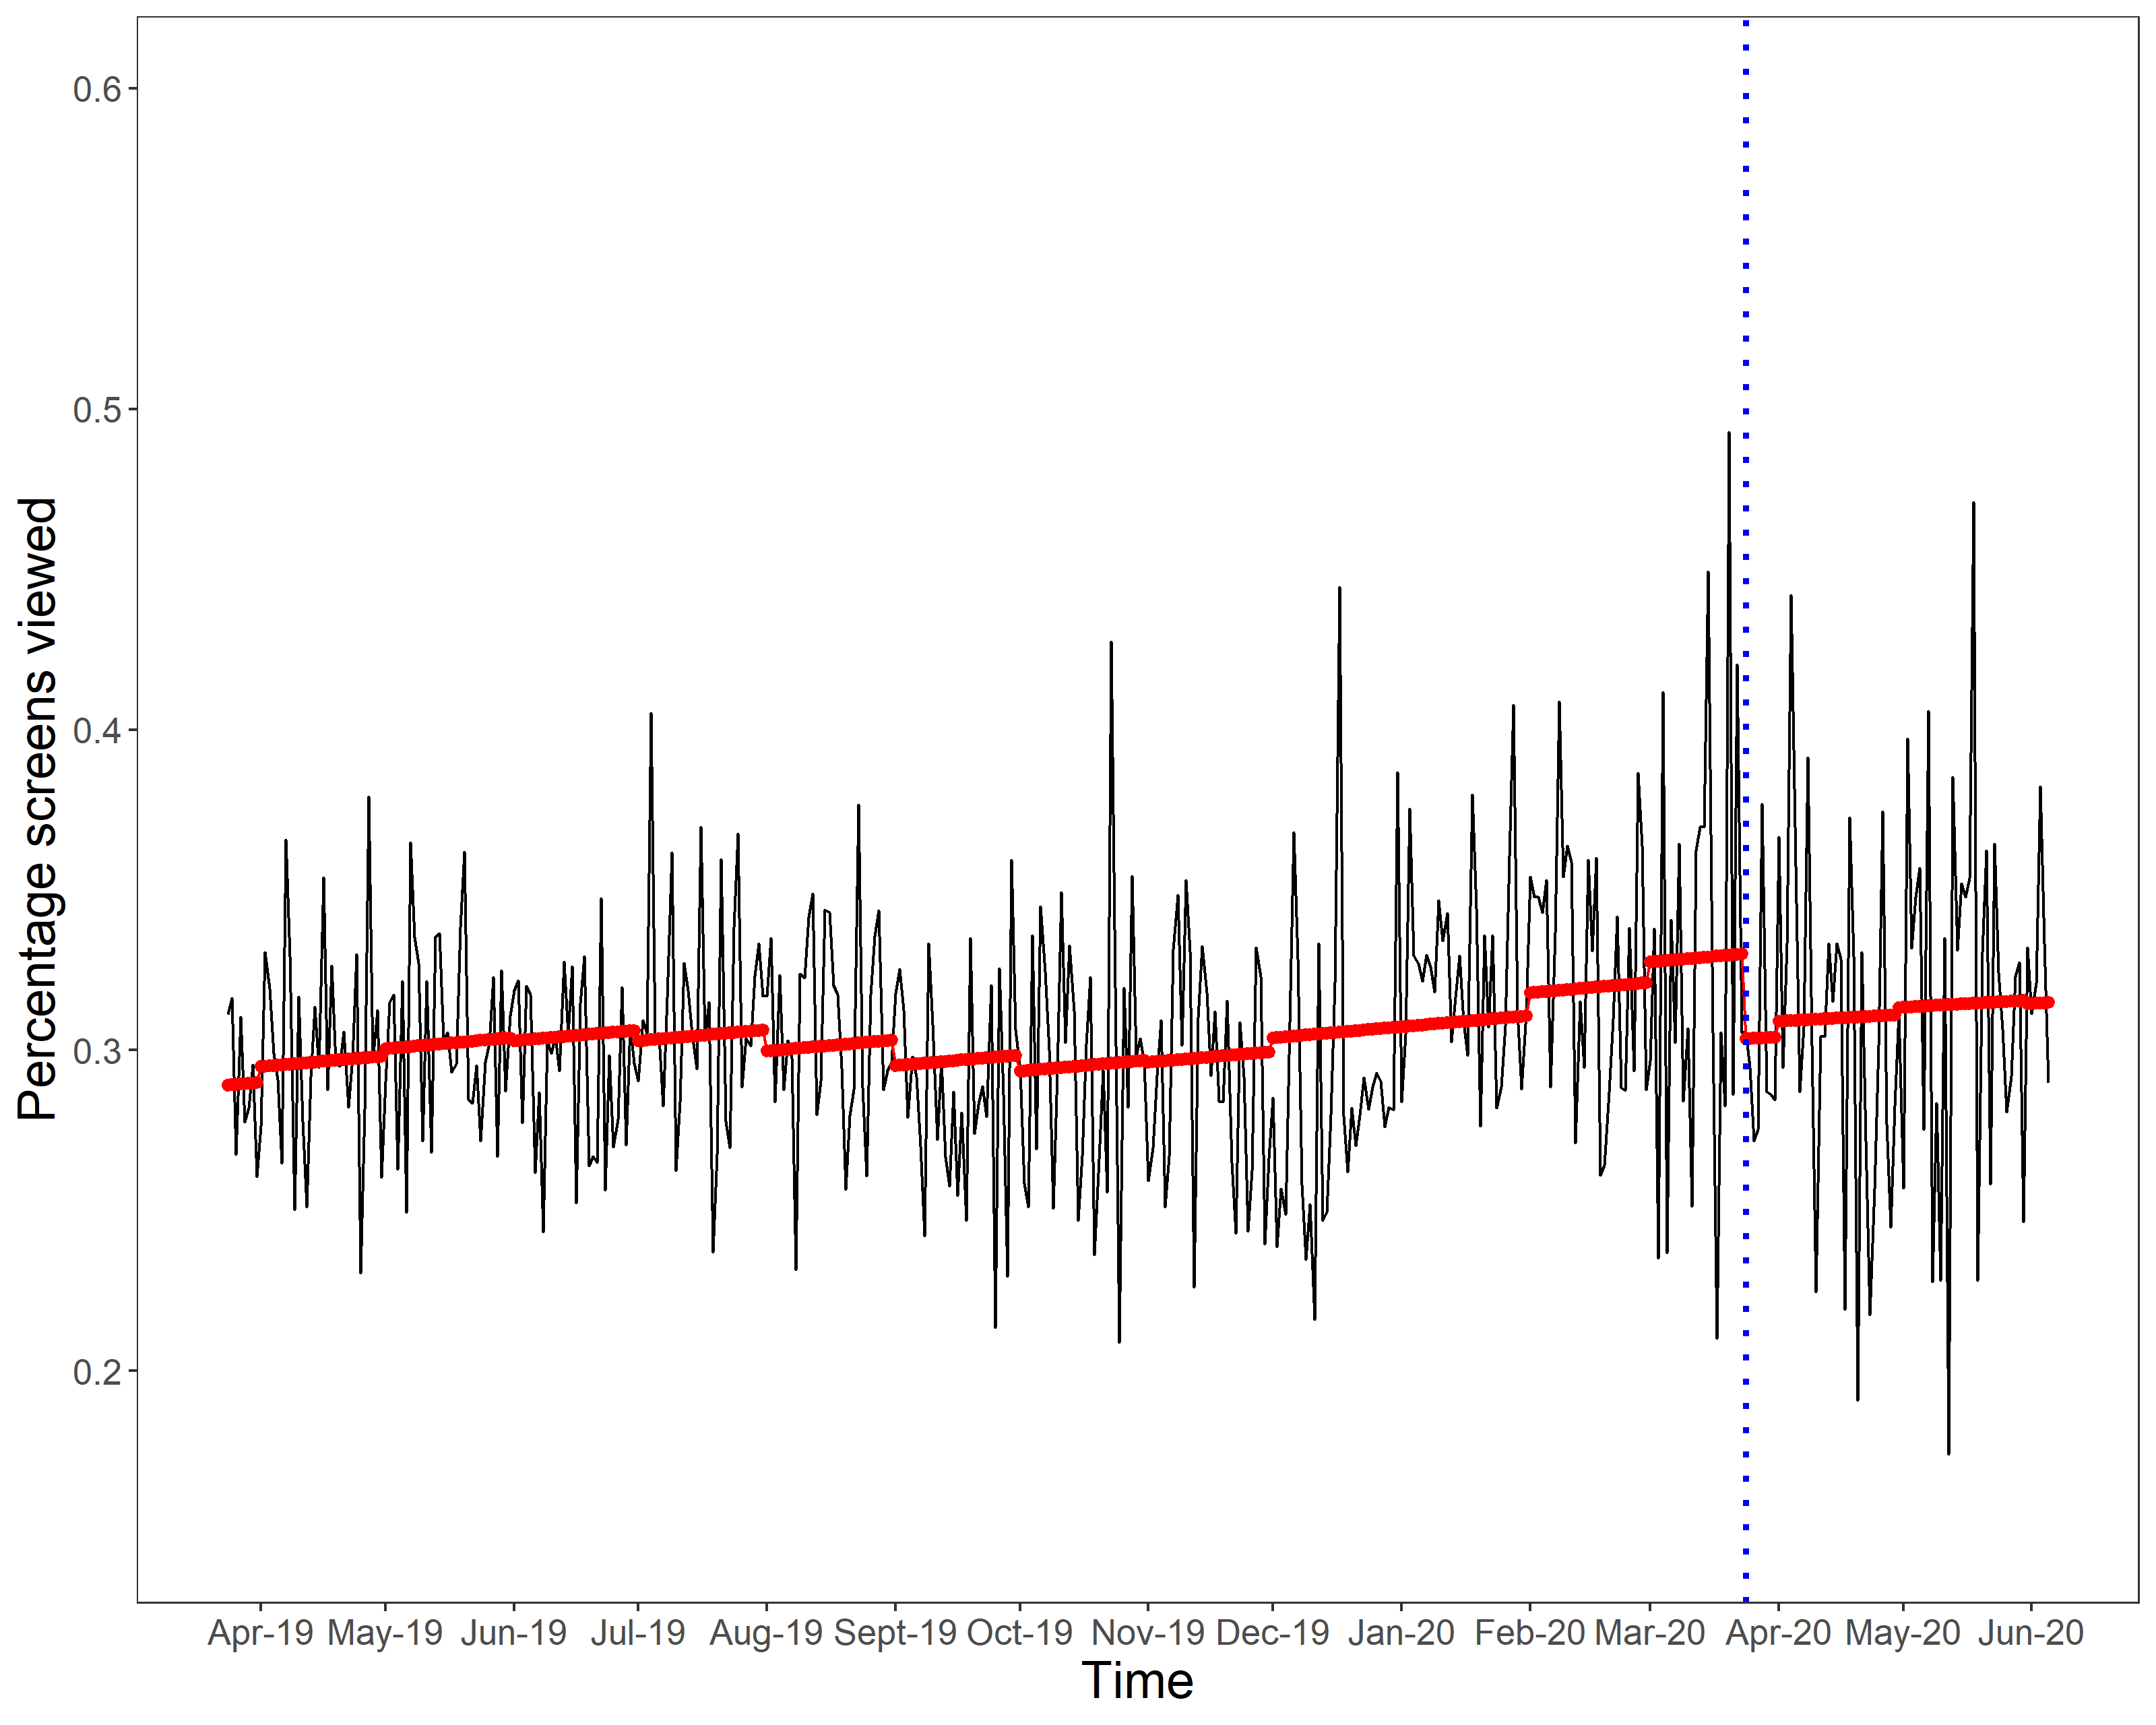 Percentage screens viewed
0.6
0.5
0.4
0.3
0.2
Apr-19 May-19 Jun-19 Jul-19 Aug-19 Sept-19 Oct-19 Nov-19 Dec-19 Jan-20 Feb-20 Mar-20 Apr-20 May-20 Jun-20
Time